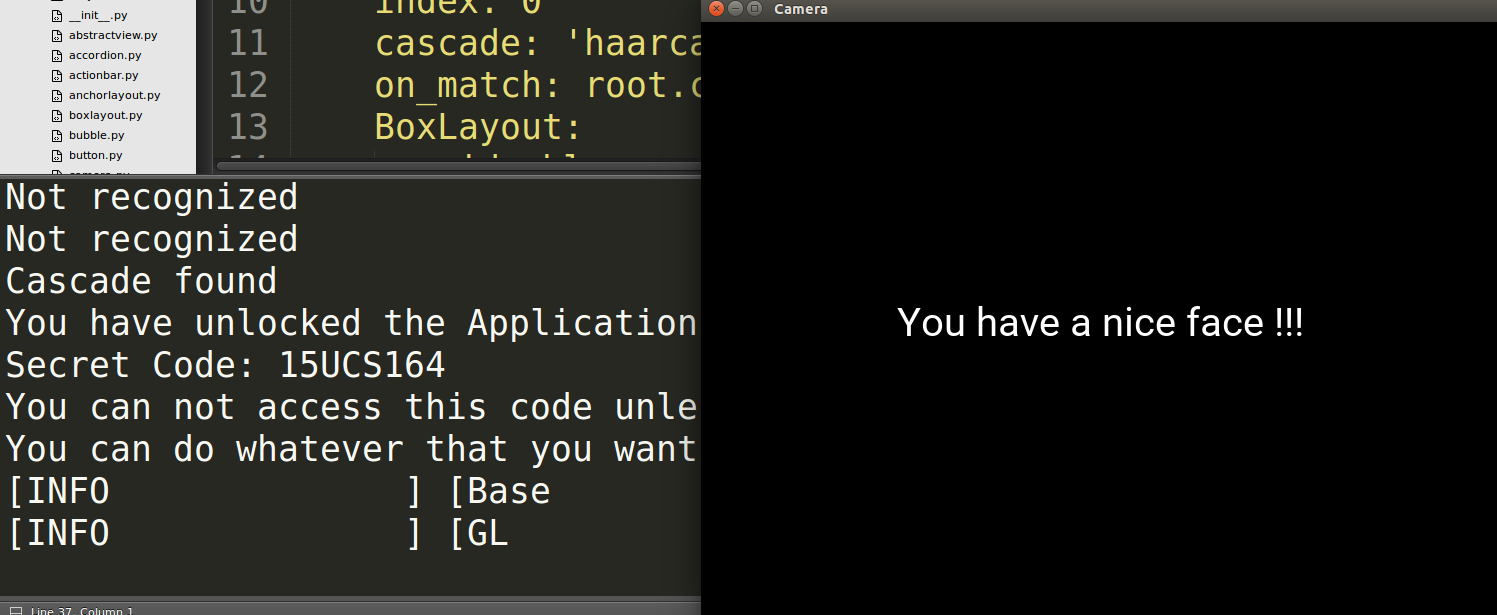 __init__.py
abstractview.py
accordion.py
actionbar.py
anchorlayout.py
boxlayout.py
bubble.py
button.py
camera.py
10 index: 0
11 cascade: 'haarca
12 on_match: root.c
13 BoxLayout:
14
Not recognized
Not recognized
Cascade found
You have unlocked the Application
Secret Code: 15UCS164
You can not access this code unle
You can do whatever that you want
[INFO ] [Base
[INFO ] [GL
Line 37, Column 1
Camera
You have a nice face !!!